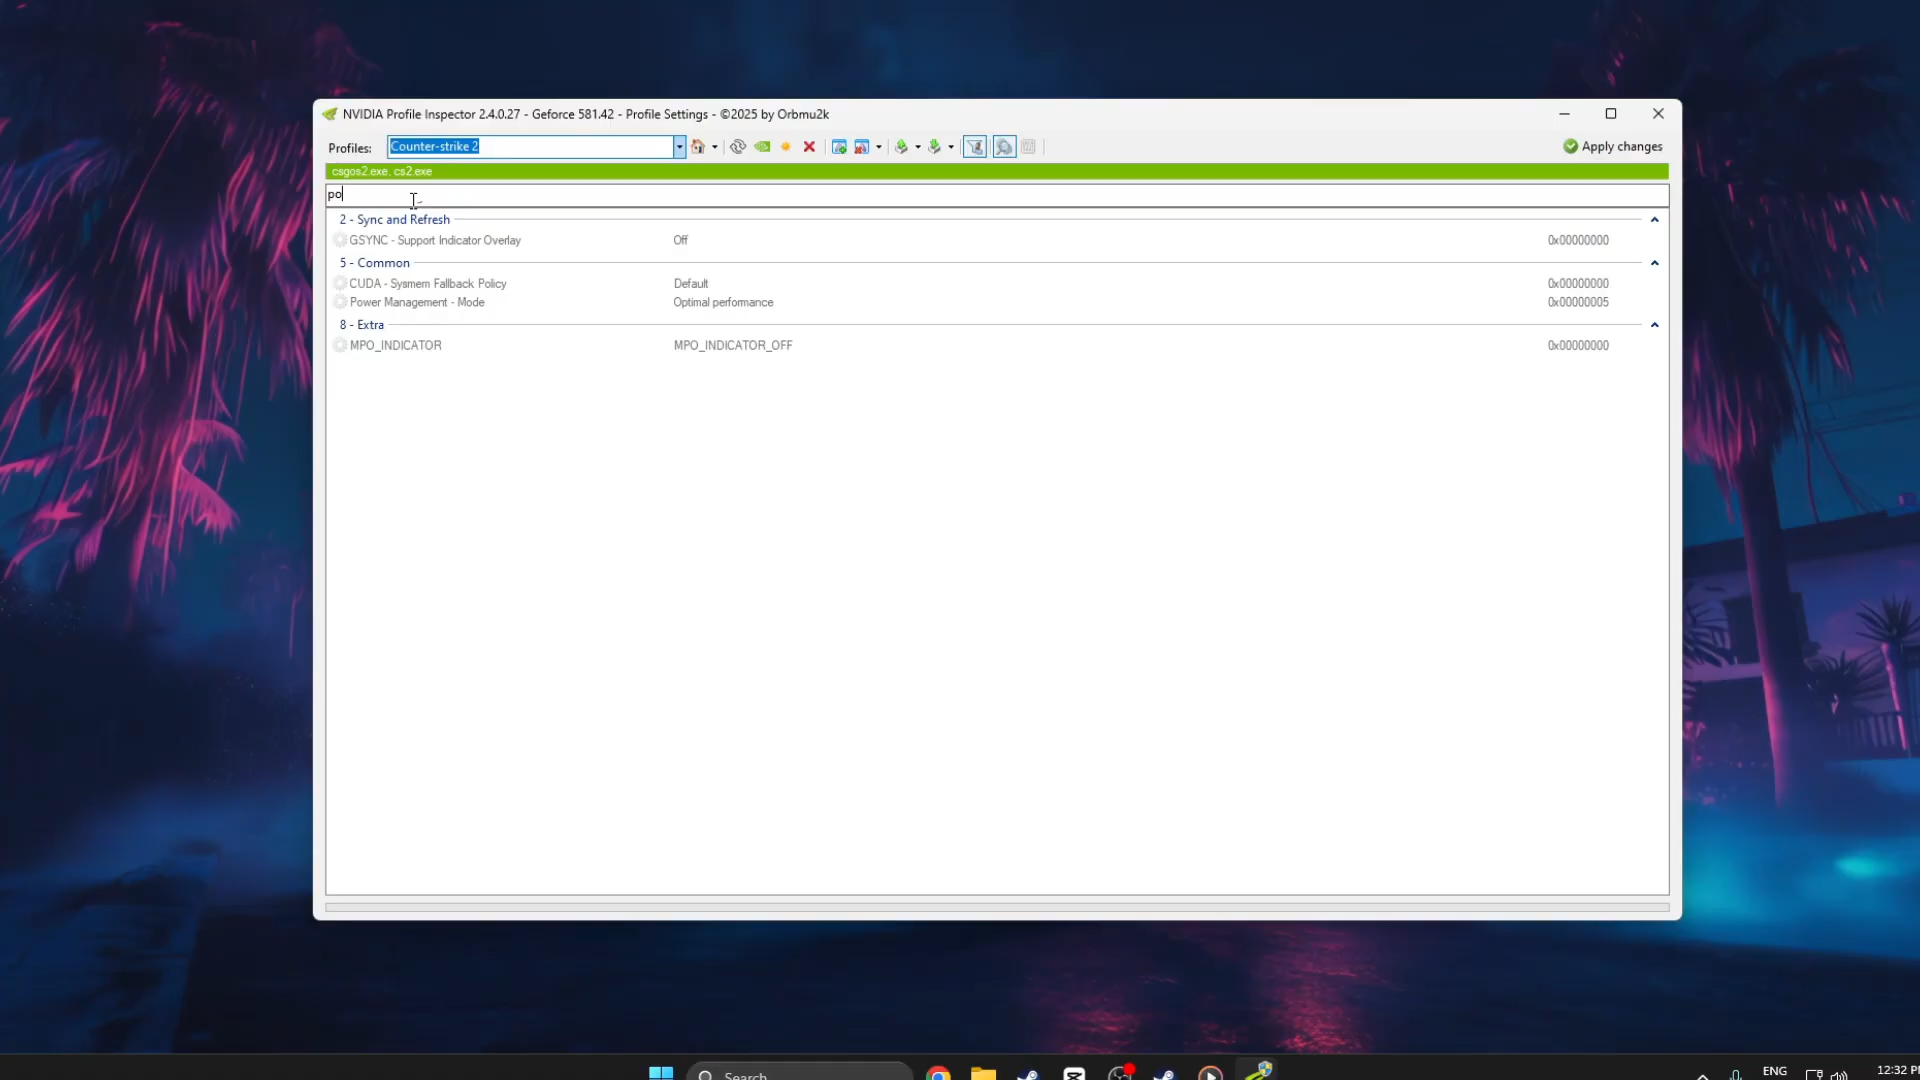 NVIDIA Profile Inspector 2.4.0.27 - Geforce 581.42 - Profile Settings - ©2025 by Orbmu2k
Profiles: Counter-strike 2 Apply changes
csgos2.exe, cs2.exe
po
2 - Sync and Refresh
GSYNC - Support Indicator Overlay Off 0x00000000
5 - Common
CUDA - Sysmem Fallback Policy Default 0x00000000
Power Management - Mode Optimal performance 0x00000005
8 - Extra
MPO_INDICATOR MPO_INDICATOR_OFF 0x00000000
Search ENG 12:32